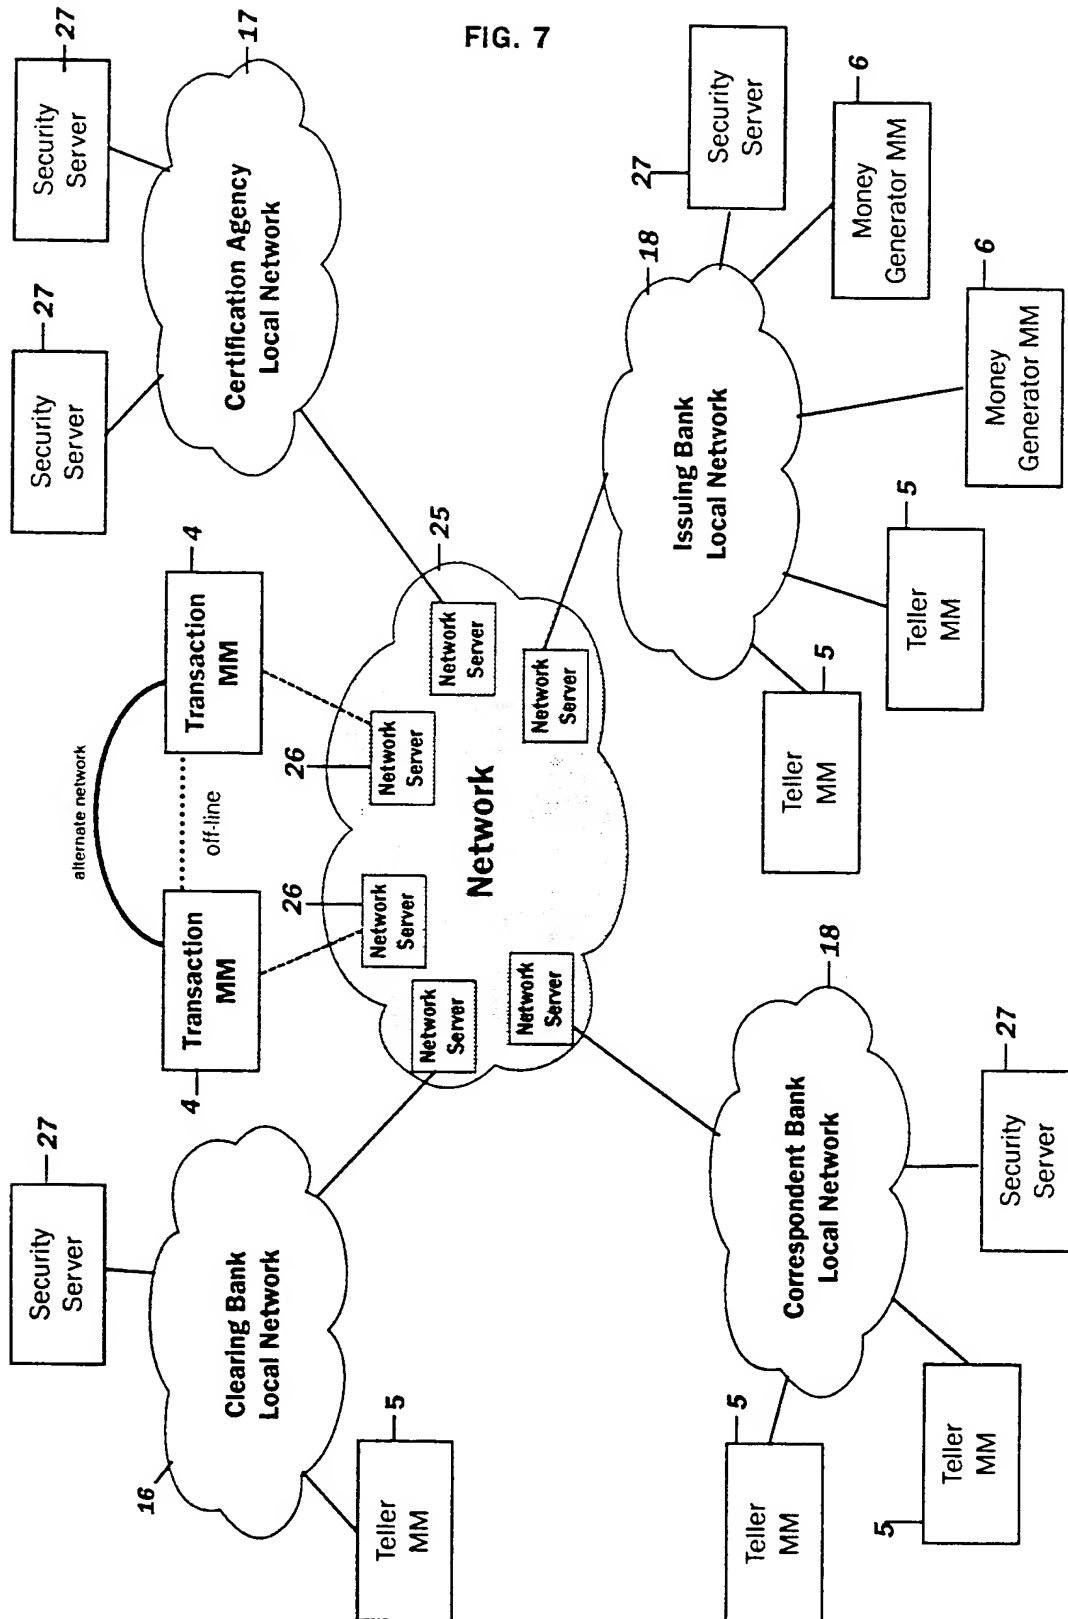 FIG. 7
27
Security
Server
27
Security
Server
17
Certification Agency
Local Network
alternate network
off-line
4
Transaction
MM
4
Transaction
MM
27
Security
Server
16
Clearing Bank
Local Network
5
Teller
MM
25
Network
26
Network
Server
26
Network
Server
Network
Server
Network
Server
Network
Server
Network
Server
18
Issuing Bank
Local Network
27
Security
Server
6
Money
Generator MM
6
Money
Generator MM
5
Teller
MM
5
Teller
MM
18
Correspondent Bank
Local Network
27
Security
Server
5
Teller
MM
5
Teller
MM